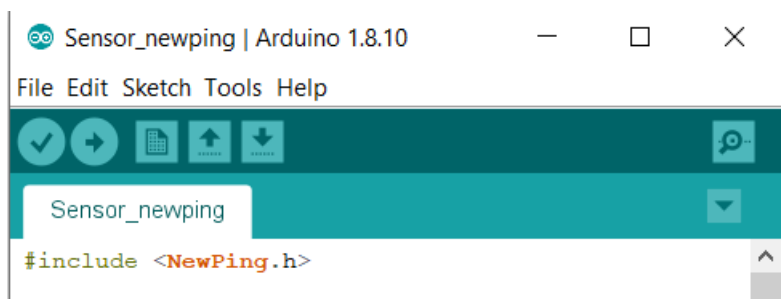 Sensor_newping | Arduino 1.8.10
File Edit Sketch Tools Help
Sensor_newping
#include <NewPing.h>